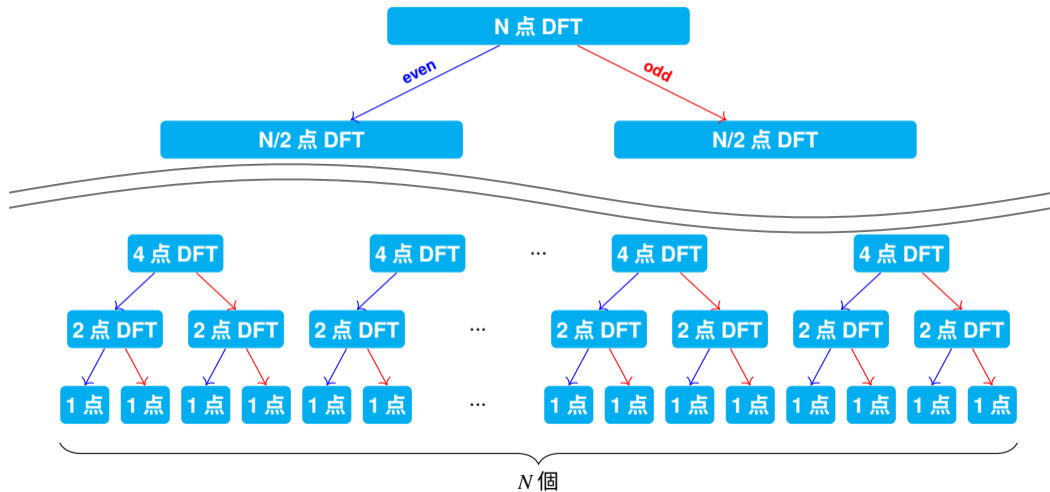 N 点 DFT
even
odd
N/2 点 DFT
N/2 点 DFT
4 点 DFT
4 点 DFT
...
4 点 DFT
4 点 DFT
2 点 DFT
2 点 DFT
2 点 DFT
...
2 点 DFT
2 点 DFT
2 点 DFT
2 点 DFT
1 点
1 点
1 点
1 点
1 点
1 点
...
1 点
1 点
1 点
1 点
1 点
1 点
1 点
1 点
N 個